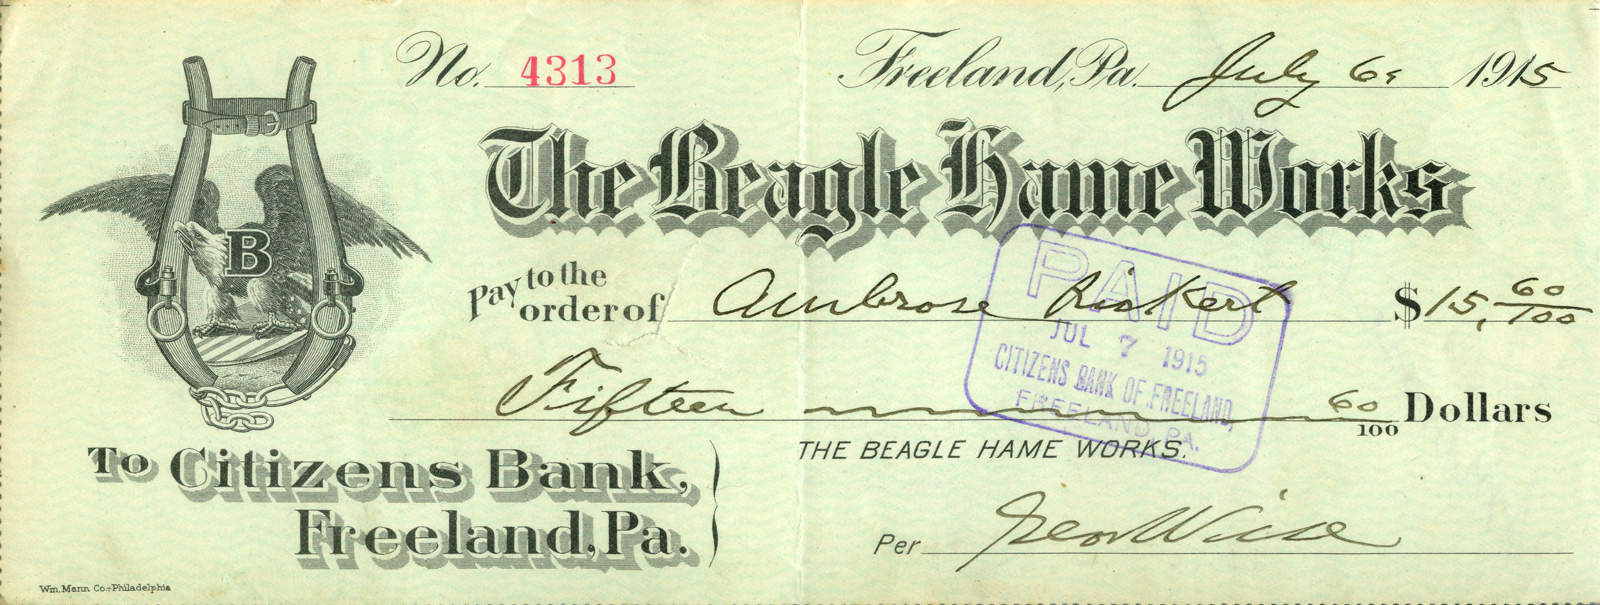 No. 4313
Freeland, Pa. July 6, 1915
The Beagle Hame Works
B
Pay to the order of Ambrose Rickert $15, 60/100
PAID
JUL 7 1915
CITIZENS BANK OF FREELAND,
FREELAND, PA.
Fifteen 60/100 Dollars
THE BEAGLE HAME WORKS.
To Citizens Bank,
Freeland, Pa.
Per Geo Wise
Wm. Mann Co. Philadelphia